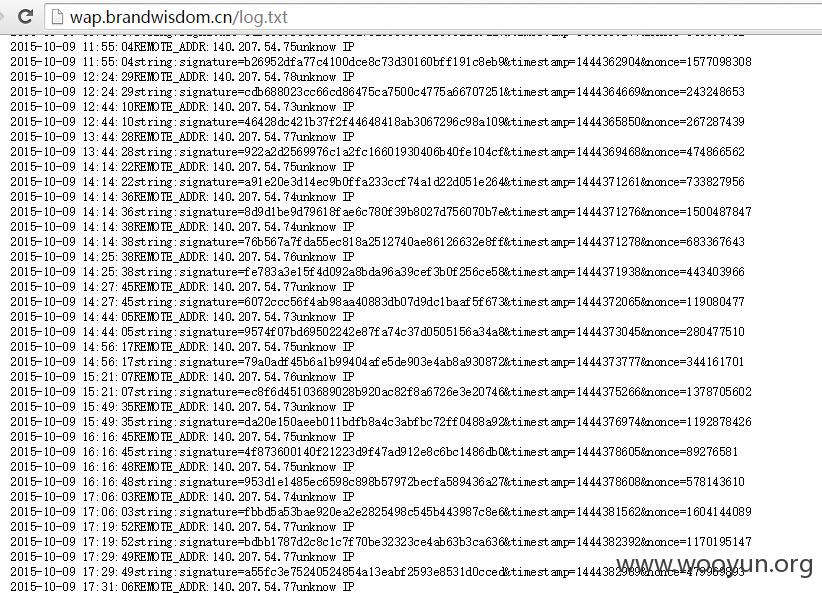 wap.brandwisdom.cn/log.txt
2015-10-09 11:55:04REMOTE_ADDR:140.207.54.75unknow IP
2015-10-09 11:55:04string:signature=b26952dfa77c4100dce8c73d30160bff191c8eb9&timestamp=1444362904&nonce=1577098308
2015-10-09 12:24:29REMOTE_ADDR:140.207.54.78unknow IP
2015-10-09 12:24:29string:signature=cdb688023cc66cd86475ca7500c4775a66707251&timestamp=1444364669&nonce=243248653
2015-10-09 12:44:10REMOTE_ADDR:140.207.54.73unknow IP
2015-10-09 12:44:10string:signature=46428dc421b37f2f44648418ab3067296c98a109&timestamp=1444365850&nonce=267287439
2015-10-09 13:44:28REMOTE_ADDR:140.207.54.77unknow IP
2015-10-09 13:44:28string:signature=922a2d2569976c1a2fc16601930406b40fe104cf&timestamp=1444369468&nonce=474866562
2015-10-09 14:14:22REMOTE_ADDR:140.207.54.75unknow IP
2015-10-09 14:14:22string:signature=a91e20e3d14ec9b0ffa233ccf74a1d22d051e264&timestamp=1444371261&nonce=733827956
2015-10-09 14:14:36REMOTE_ADDR:140.207.54.74unknow IP
2015-10-09 14:14:36string:signature=8d9d1be9d79618fae6c780f39b8027d756070b7e&timestamp=1444371276&nonce=1500487847
2015-10-09 14:14:38REMOTE_ADDR:140.207.54.74unknow IP
2015-10-09 14:14:38string:signature=76b567a7fda55ec818a2512740ae86126632e8ff&timestamp=1444371278&nonce=683367643
2015-10-09 14:25:38REMOTE_ADDR:140.207.54.76unknow IP
2015-10-09 14:25:38string:signature=fe783a3e15f4d092a8bda96a39cef3b0f256ce58&timestamp=1444371938&nonce=443403966
2015-10-09 14:27:45REMOTE_ADDR:140.207.54.77unknow IP
2015-10-09 14:27:45string:signature=6072ccc56f4ab98aa40883db07d9dc1baaf5f673&timestamp=1444372065&nonce=119080477
2015-10-09 14:44:05REMOTE_ADDR:140.207.54.73unknow IP
2015-10-09 14:44:05string:signature=9574f07bd69502242e87fa74c37d0505156a34a8&timestamp=1444373045&nonce=280477510
2015-10-09 14:56:17REMOTE_ADDR:140.207.54.75unknow IP
2015-10-09 14:56:17string:signature=79a0adf45b6a1b99404afe5de903e4ab8a930872&timestamp=1444373777&nonce=344161701
2015-10-09 15:21:07REMOTE_ADDR:140.207.54.76unknow IP
2015-10-09 15:21:07string:signature=ec8f6d45103689028b920ac82f8a6726e3e20746&timestamp=1444375266&nonce=1378705602
2015-10-09 15:49:35REMOTE_ADDR:140.207.54.73unknow IP
2015-10-09 15:49:35string:signature=da20e150aeeb011bdfb8a4c3abfbc72ff0488a92&timestamp=1444376974&nonce=1192878426
2015-10-09 16:16:45REMOTE_ADDR:140.207.54.75unknow IP
2015-10-09 16:16:45string:signature=4f873600140f21223d9f47ad912e8c6bc1486db0&timestamp=1444378605&nonce=89276581
2015-10-09 16:16:48REMOTE_ADDR:140.207.54.75unknow IP
2015-10-09 16:16:48string:signature=953d1e1485ec6598c898b57972becfa589436a27&timestamp=1444378608&nonce=578143610
2015-10-09 17:06:03REMOTE_ADDR:140.207.54.74unknow IP
2015-10-09 17:06:03string:signature=fbbd5a53bae920ea2e2825498c545b443987c8e6&timestamp=1444381562&nonce=1604144089
2015-10-09 17:19:52REMOTE_ADDR:140.207.54.77unknow IP
2015-10-09 17:19:52string:signature=bdbb1787d2c8c1c7f70be32323ce4ab63b3ca636&timestamp=1444382392&nonce=1170195147
2015-10-09 17:29:49REMOTE_ADDR:140.207.54.77unknow IP
2015-10-09 17:29:49string:signature=a55fc3e75240524854a13eabf2593e8531d0cced&timestamp=1444382989&nonce=479969893
2015-10-09 17:31:06REMOTE_ADDR:140.207.54.75unknow IP
www.wooyun.org